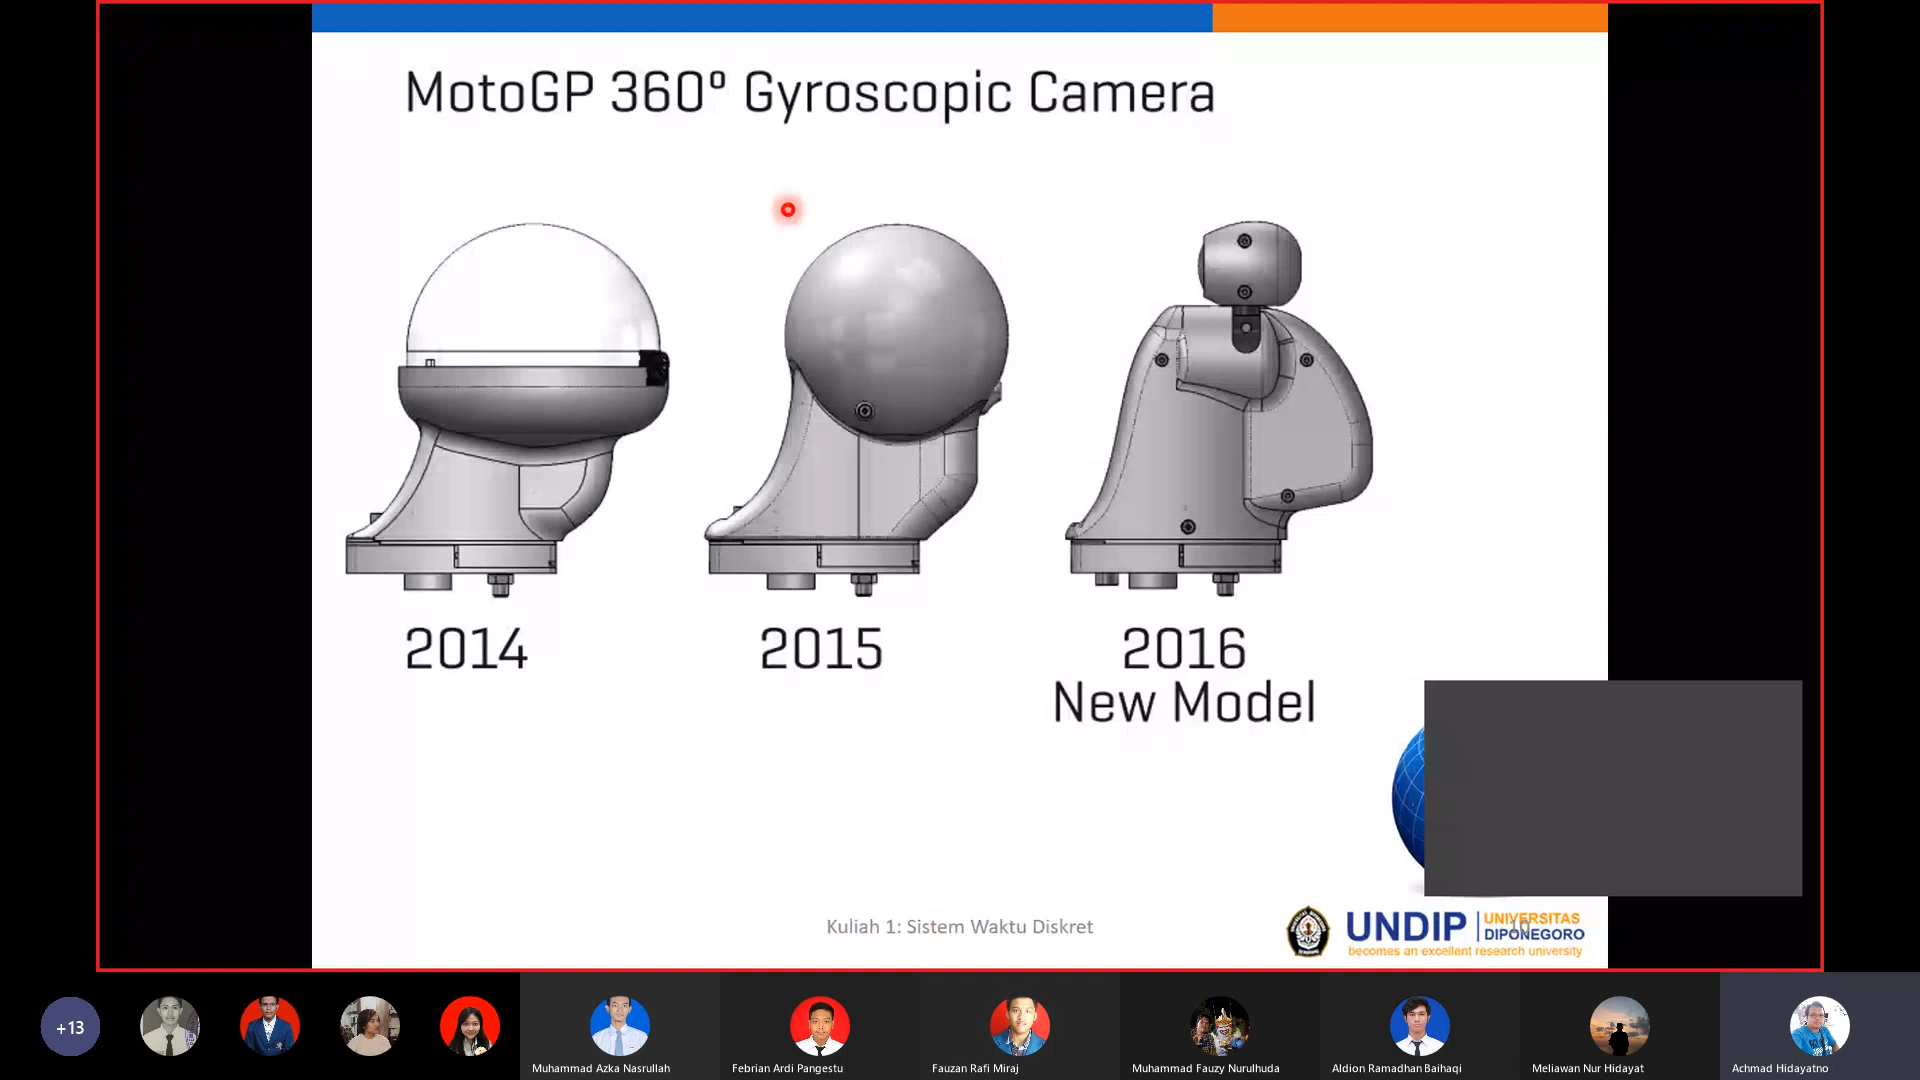 MotoGP 360º Gyroscopic Camera
2014
2015
2016
New Model
Kuliah 1: Sistem Waktu Diskret
UNDIP
UNIVERSITAS
DIPONEGORO
10
becomes an excellent research university
+13
Muhammad Azka Nasrullah
Febrian Ardi Pangestu
Fauzan Rafi Miraj
Muhammad Fauzy Nurulhuda
Aldion Ramadhan Baihaqi
Meliawan Nur Hidayat
Achmad Hidayatno